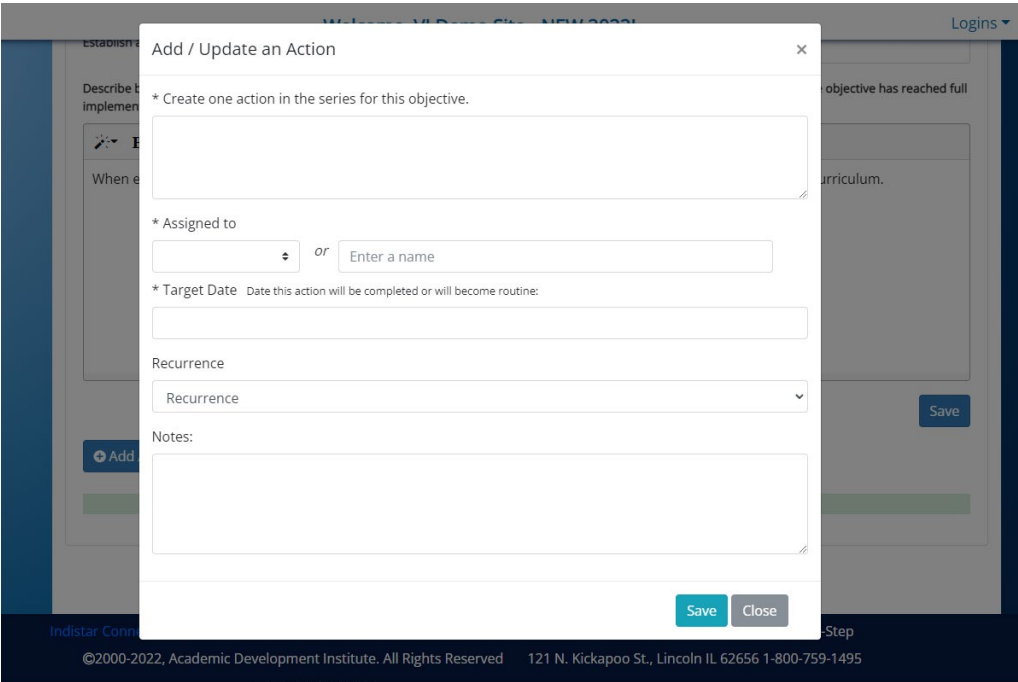 Logins
Add / Update an Action
×
Describe
objective has reached full
* Create one action in the series for this objective.
When
urriculum.
* Assigned to
or
Enter a name
* Target Date Date this action will be completed or will become routine:
Recurrence
Recurrence
Save
Notes:
Add
Save Close
Indistar Conn
-Step
©2000-2022, Academic Development Institute. All Rights Reserved 121 N. Kickapoo St., Lincoln IL 62656 1-800-759-1495